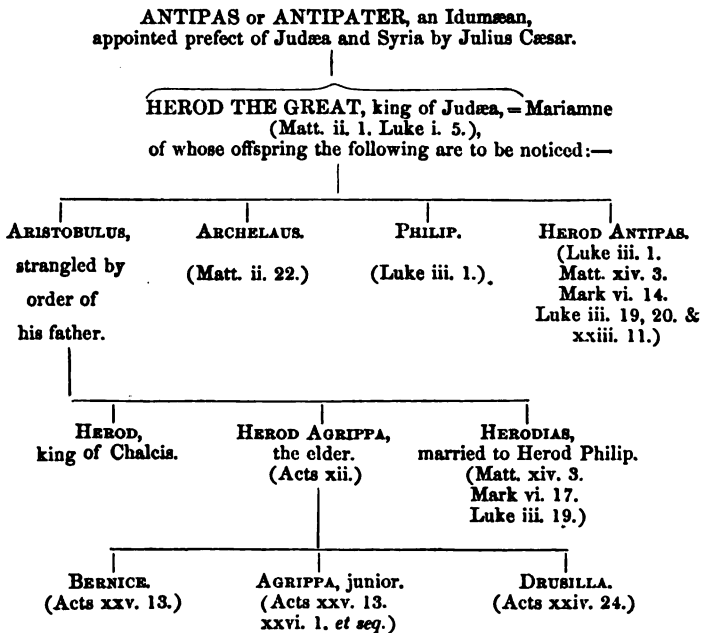 ANTIPAS or ANTIPATER, an Idumæan,
appointed prefect of Judæa and Syria by Julius Cæsar.
HEROD THE GREAT, king of Judæa, = Mariamne
(Matt. ii. 1. Luke i. 5.),
of whose offspring the following are to be noticed:—
ARISTOBULUS,
strangled by
order of
his father.
ARCHELAUS.
(Matt. ii. 22.)
PHILIP.
(Luke iii. 1.)
HEROD ANTIPAS.
(Luke iii. 1.
Matt. xiv. 3.
Mark vi. 14.
Luke iii. 19, 20. &
xxiii. 11.)
HEROD,
king of Chalcis.
HEROD AGRIPPA,
the elder.
(Acts xii.)
HERODIAS,
married to Herod Philip.
(Matt. xiv. 3.
Mark vi. 17.
Luke iii. 19.)
BERNICE.
(Acts xxv. 13.)
AGRIPPA, junior.
(Acts xxv. 13.
xxvi. 1. et seq.)
DRUSILLA.
(Acts xxiv. 24.)